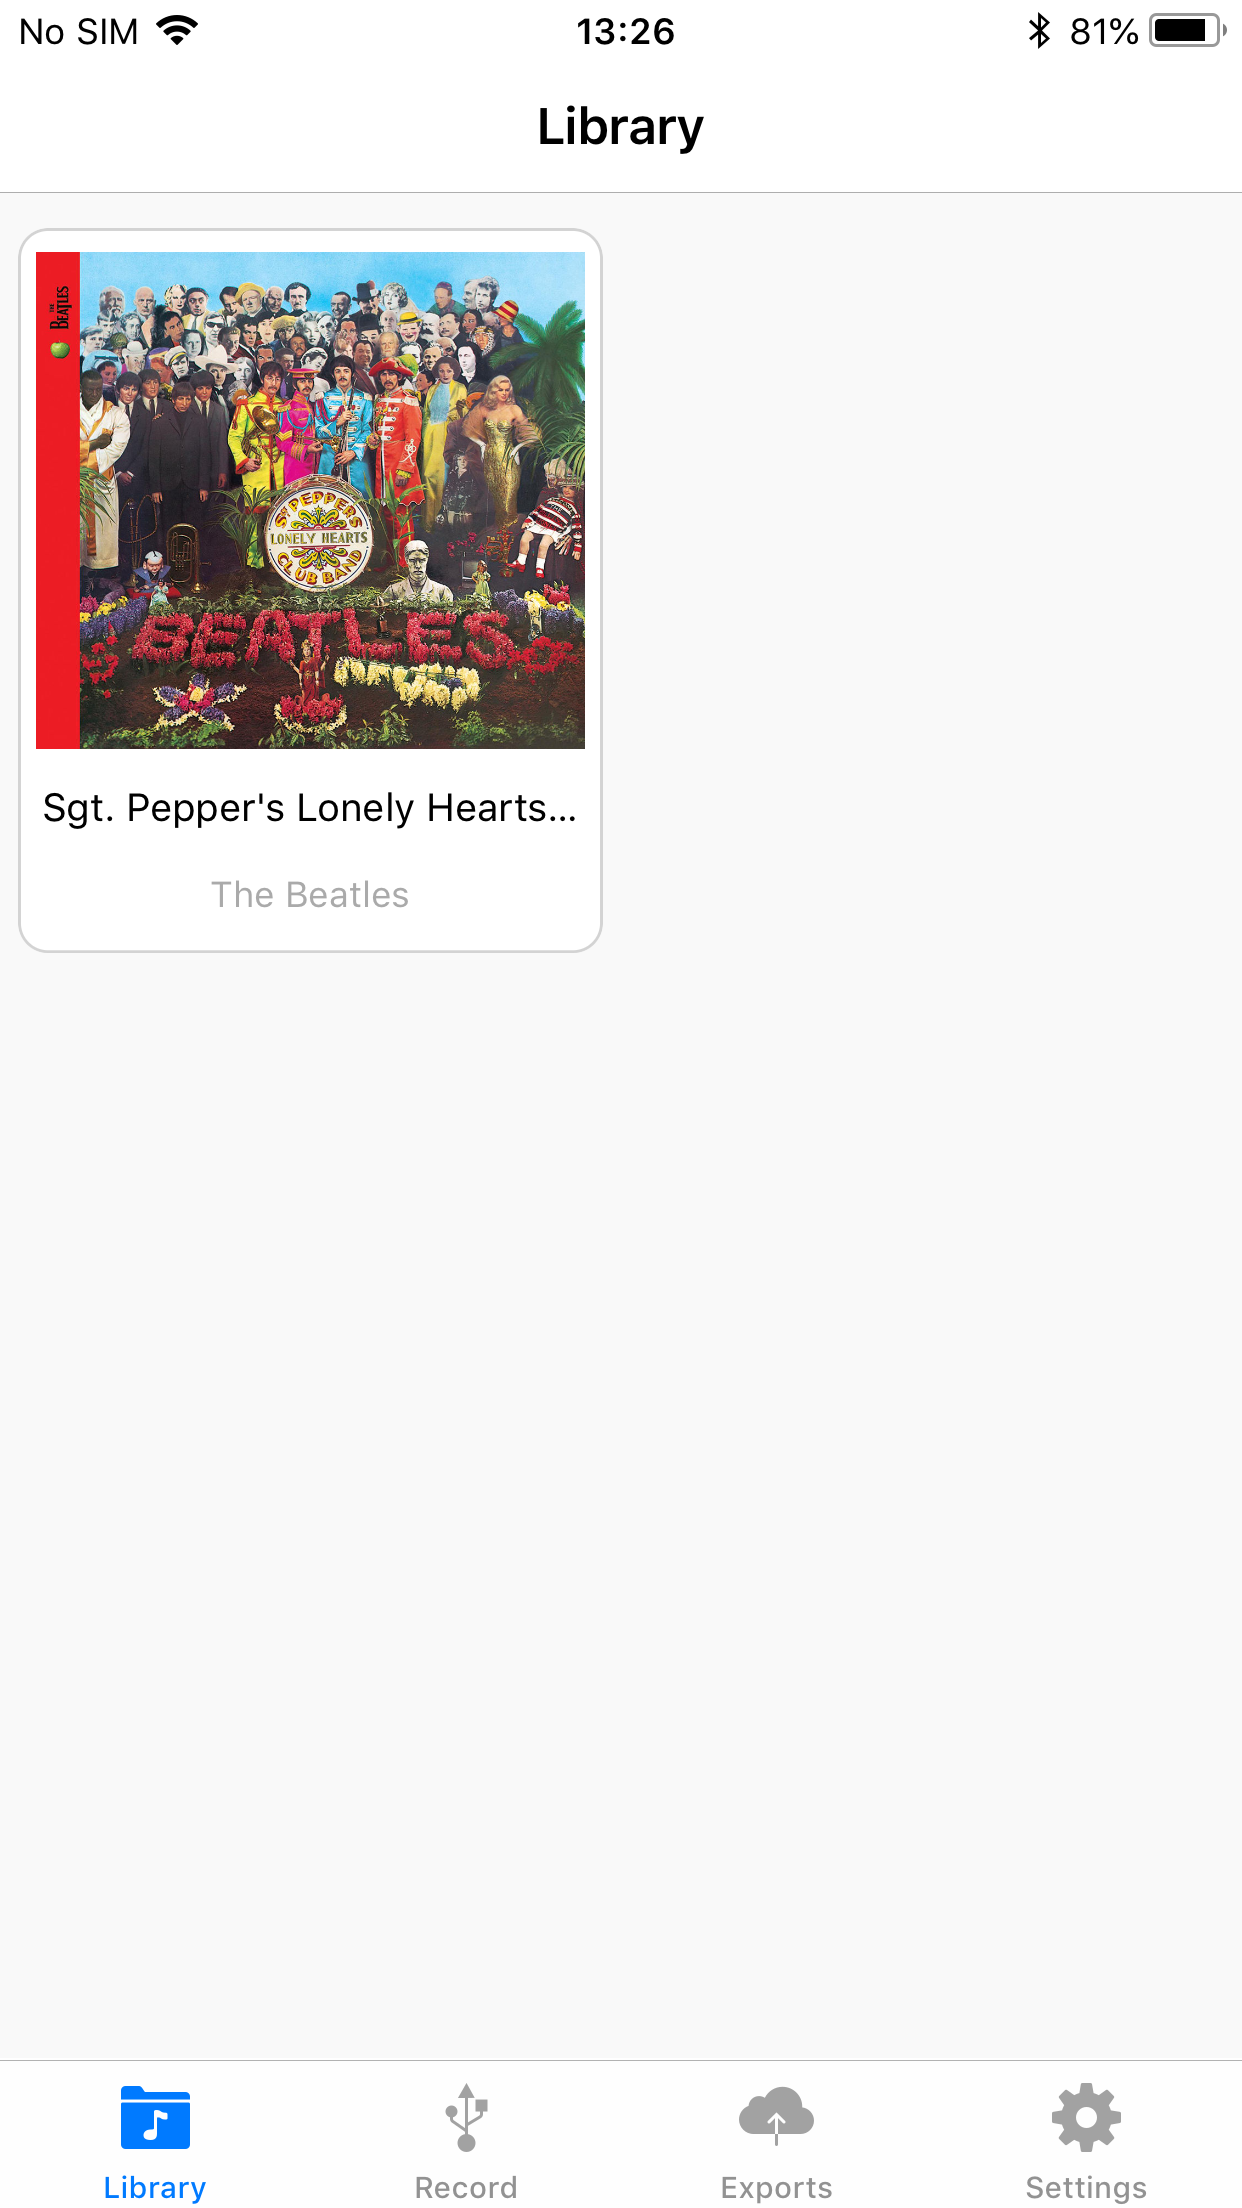 No SIM 13:26 81%
Library
THE
BEATLES
SGT PEPPERS
LONELY HEARTS
CLUB BAND
BEATLES
Sgt. Pepper's Lonely Hearts...
The Beatles
Library Record Exports Settings